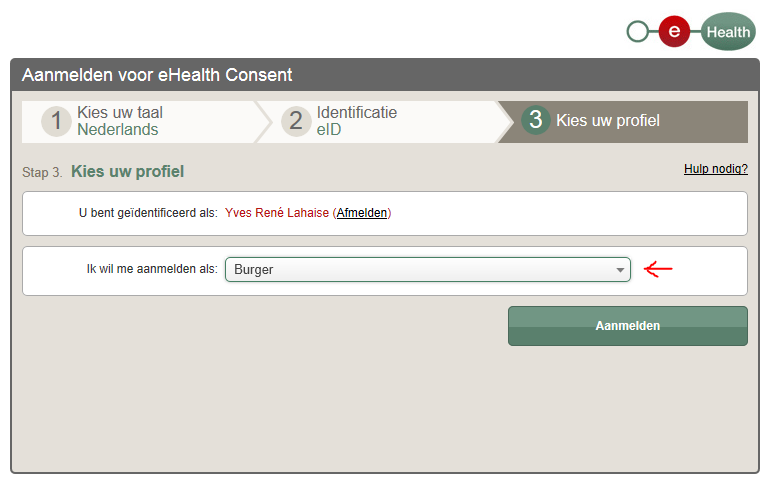 e Health
Aanmelden voor eHealth Consent
1 Kies uw taal
Nederlands
2 Identificatie
eID
3 Kies uw profiel
Stap 3. Kies uw profiel
Hulp nodig?
U bent geïdentificeerd als: Yves René Lahaise (Afmelden)
Ik wil me aanmelden als: Burger
Aanmelden